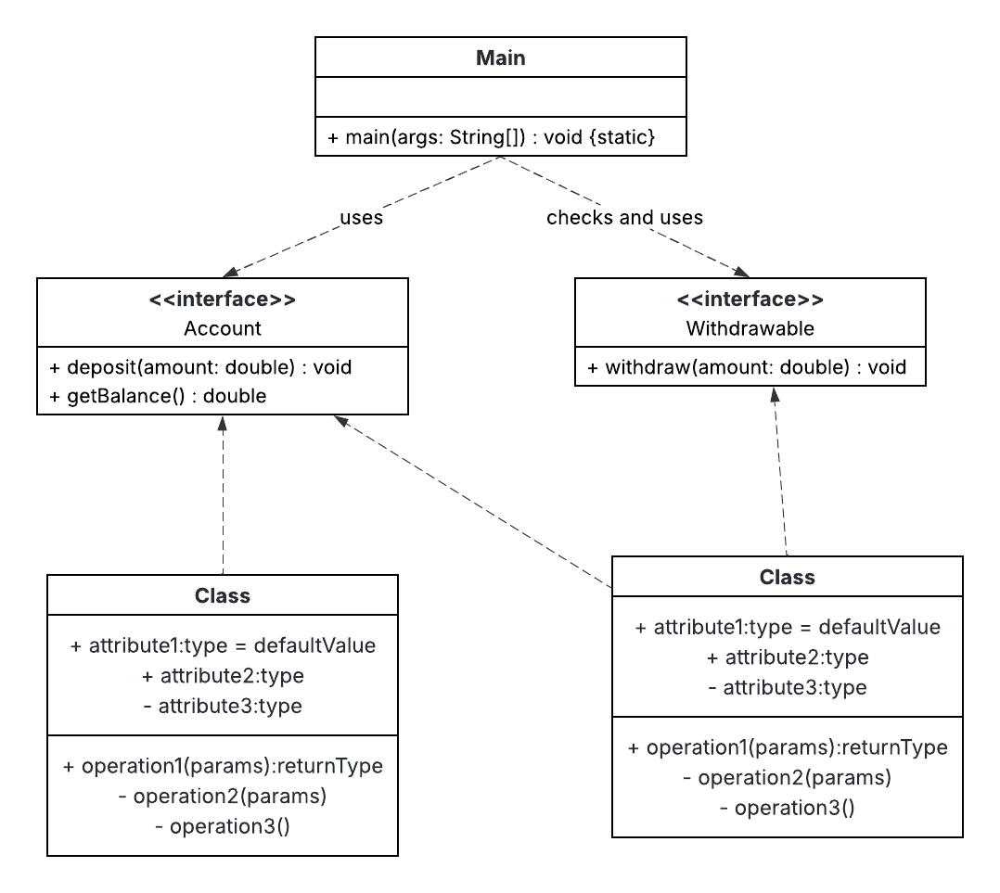 Main
+ main(args: String[]) : void {static}
uses
checks and uses
<<interface>>
Account
+ deposit(amount: double) : void
+ getBalance() : double
<<interface>>
Withdrawable
+ withdraw(amount: double) : void
Class
+ attribute1:type = defaultValue
+ attribute2:type
- attribute3:type
+ operation1(params):returnType
- operation2(params)
- operation3()
Class
+ attribute1:type = defaultValue
+ attribute2:type
- attribute3:type
+ operation1(params):returnType
- operation2(params)
- operation3()